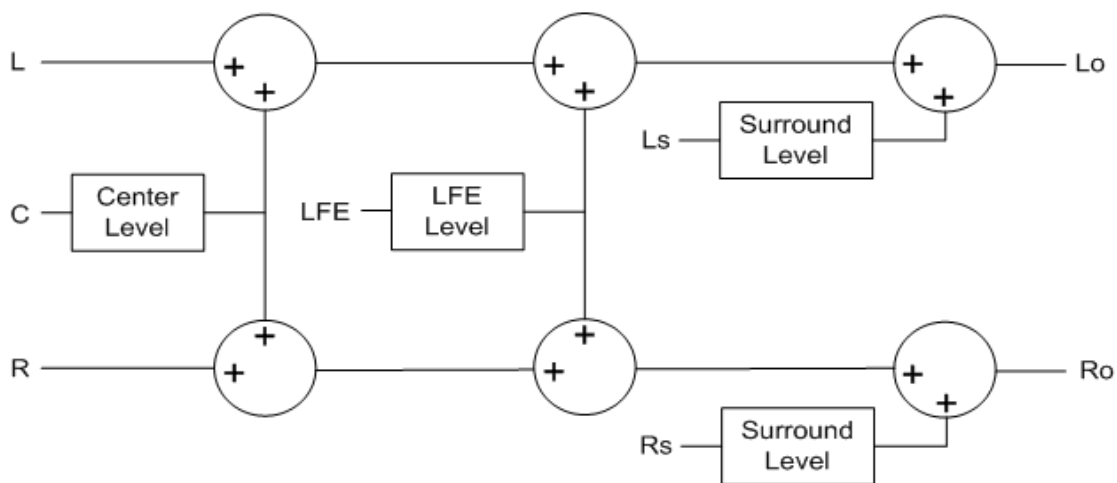 L
+
+
+
+
+
+
Lo
Ls
Surround
Level
C
Center
Level
LFE
LFE
Level
R
+
+
+
+
+
+
Ro
Rs
Surround
Level